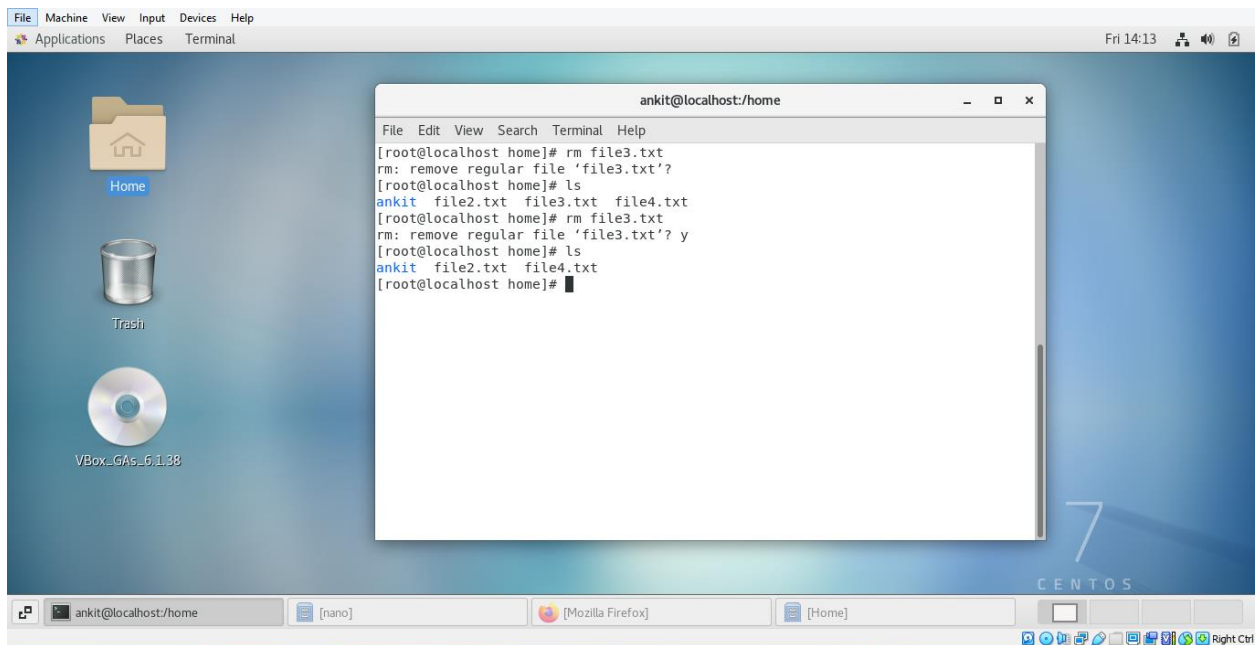 File Machine View Input Devices Help
Applications Places Terminal Fri 14:13
Home
Trash
VBox_GAs_6.1.38
ankit@localhost:/home
File Edit View Search Terminal Help
[root@localhost home]# rm file3.txt
rm: remove regular file ‘file3.txt’?
[root@localhost home]# ls
ankit file2.txt file3.txt file4.txt
[root@localhost home]# rm file3.txt
rm: remove regular file ‘file3.txt’? y
[root@localhost home]# ls
ankit file2.txt file4.txt
[root@localhost home]#
7
CENTOS
ankit@localhost:/home [nano] [Mozilla Firefox] [Home]
Right Ctrl